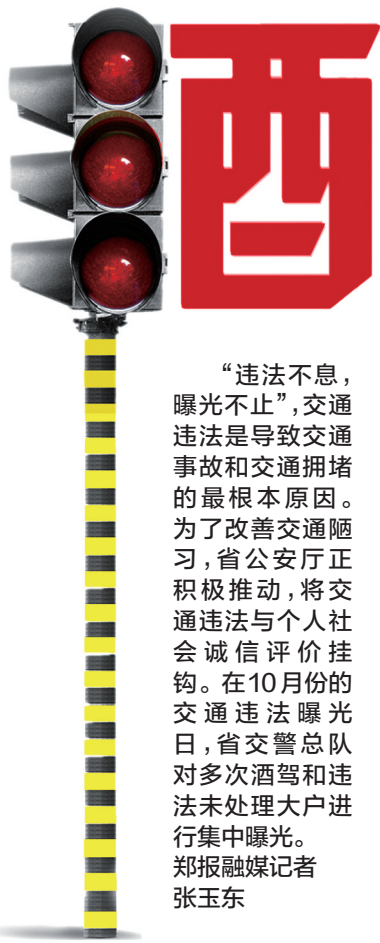 酉
“违法不息，
曝光不止”，交通
违法是导致交通
事故和交通拥堵
的最根本原因。
为了改善交通陋
习，省公安厅正
积极推动，将交
通违法与个人社
会诚信评价挂
钩。在10月份的
交通违法曝光
日，省交警总队
对多次酒驾和违
法未处理大户进
行集中曝光。
郑报融媒记者
张玉东